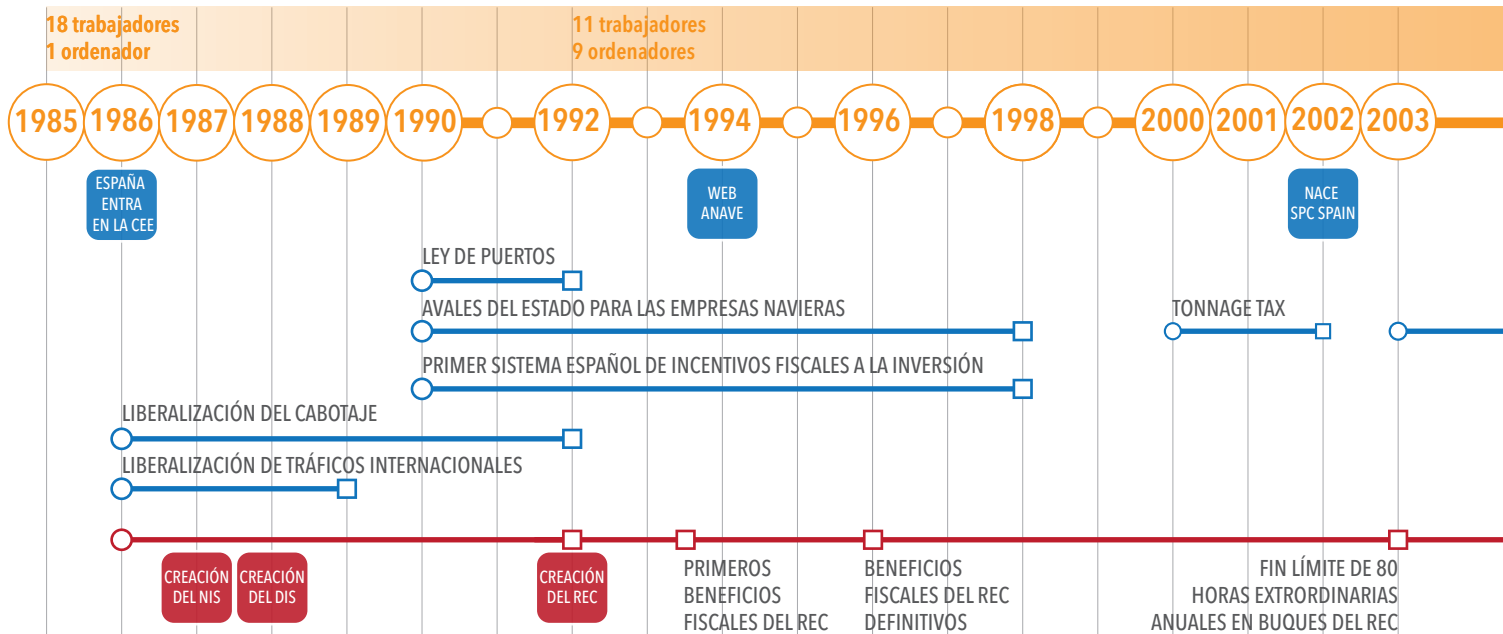 18 trabajadores
1 ordenador
11 trabajadores
9 ordenadores
1985 1986 1987 1988 1989 1990 1992 1994 1996 1998 2000 2001 2002 2003
ESPAÑA
ENTRA
EN LA CEE
WEB
ANAVE
NACE
SPC SPAIN
LEY DE PUERTOS
AVALES DEL ESTADO PARA LAS EMPRESAS NAVIERAS
TONNAGE TAX
PRIMER SISTEMA ESPAÑOL DE INCENTIVOS FISCALES A LA INVERSIÓN
LIBERALIZACIÓN DEL CABOTAJE
LIBERALIZACIÓN DE TRÁFICOS INTERNACIONALES
CREACIÓN
DEL NIS
CREACIÓN
DEL DIS
CREACIÓN
DEL REC
PRIMEROS
BENEFICIOS
FISCALES DEL REC
BENEFICIOS
FISCALES DEL REC
DEFINITIVOS
FIN LÍMITE DE 80
HORAS EXTRORDINARIAS
ANUALES EN BUQUES DEL REC